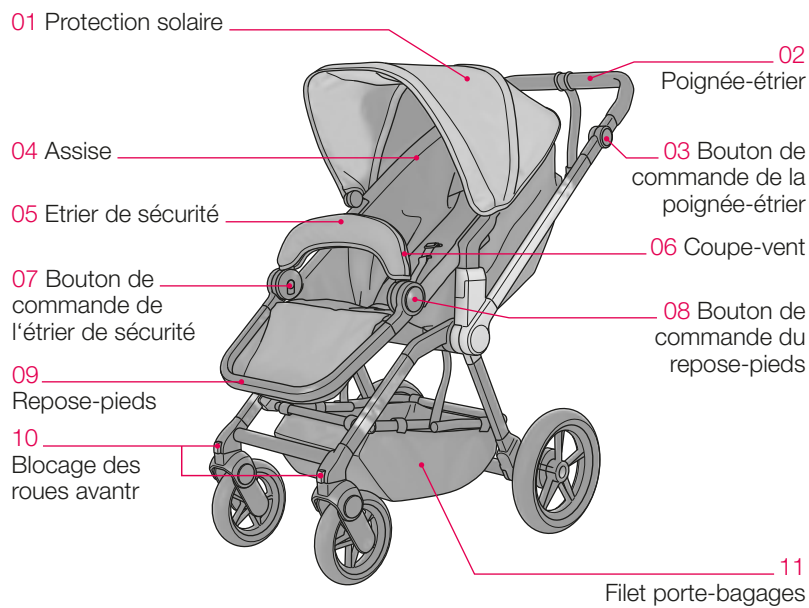 01 Protection solaire
02
Poignée-étrier
04 Assise
03 Bouton de
commande de la
poignée-étrier
05 Etrier de sécurité
06 Coupe-vent
07 Bouton de
commande de
l‘étrier de sécurité
08 Bouton de
commande du
repose-pieds
09
Repose-pieds
10
Blocage des
roues avantr
11
Filet porte-bagages